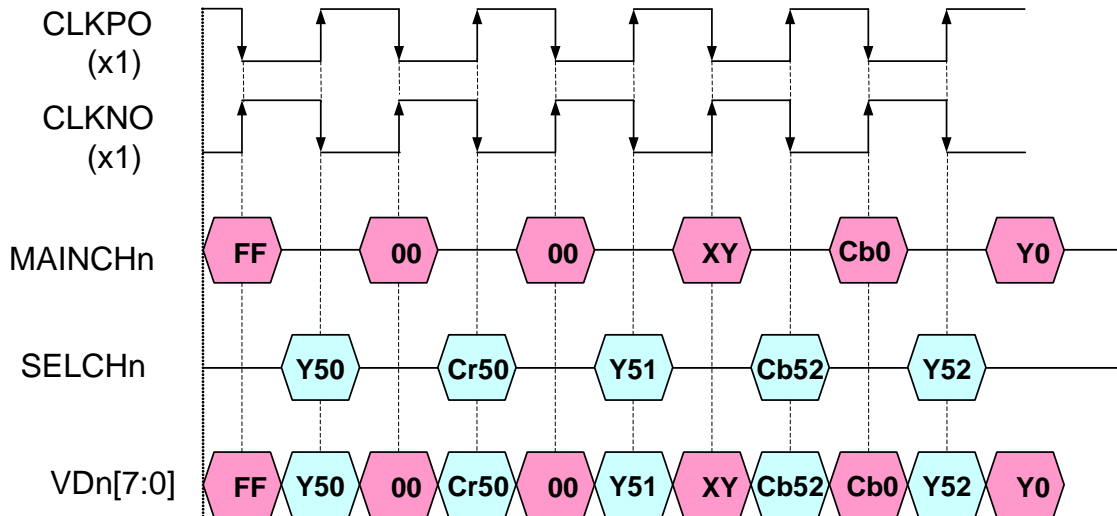 CLKPO
(x1)
CLKNO
(x1)
MAINCHn FF 00 00 XY Cb0 Y0
SELCHn Y50 Cr50 Y51 Cb52 Y52
VDn[7:0] FF Y50 00 Cr50 00 Y51 XY Cb52 Cb0 Y52 Y0